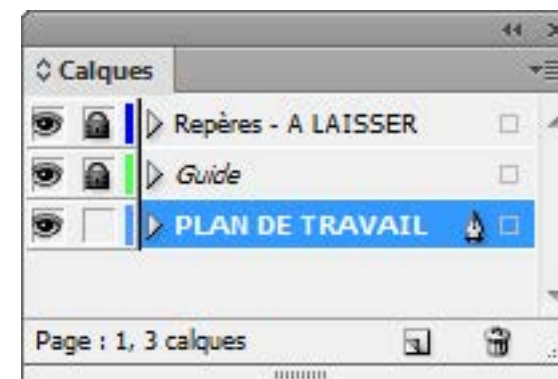 Calques
Repères - A LAISSER
Guide
PLAN DE TRAVAIL
Page : 1, 3 calques